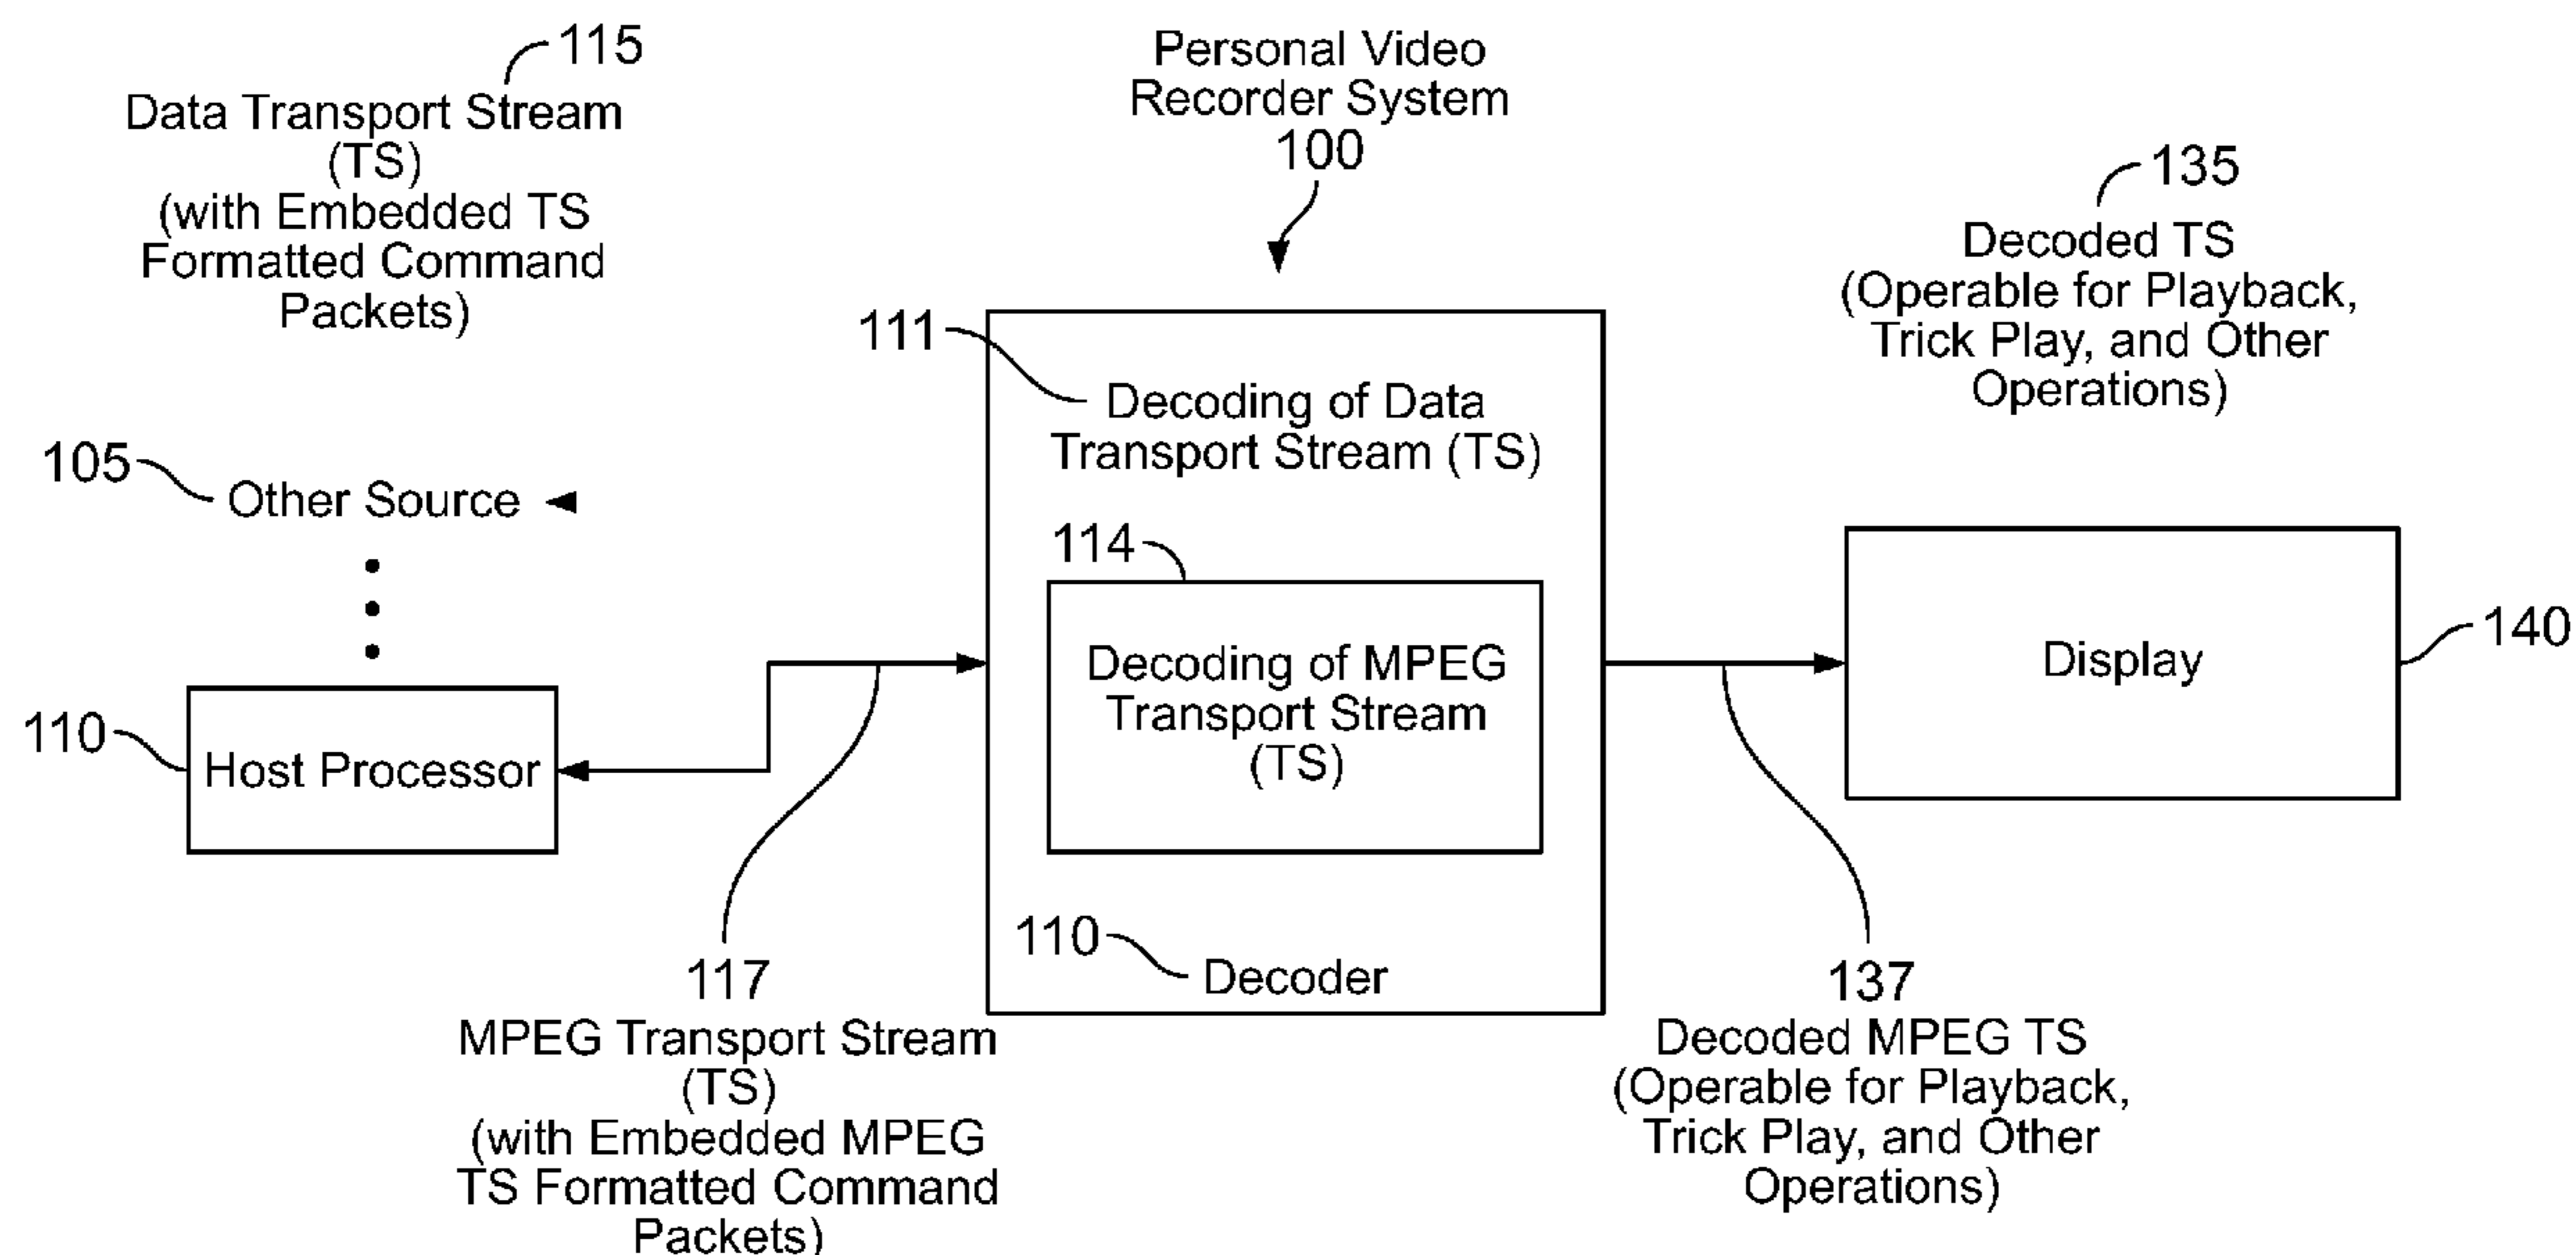 115
Data Transport Stream
(TS)
(with Embedded TS
Formatted Command
Packets)
Personal Video
Recorder System
100
135
Decoded TS
(Operable for Playback,
Trick Play, and Other
Operations)
111
Decoding of Data
Transport Stream (TS)
105
Other Source
114
Decoding of MPEG
Transport Stream
(TS)
110
Host Processor
Display
140
110
Decoder
117
MPEG Transport Stream
(TS)
(with Embedded MPEG
TS Formatted Command
Packets)
137
Decoded MPEG TS
(Operable for Playback,
Trick Play, and Other
Operations)